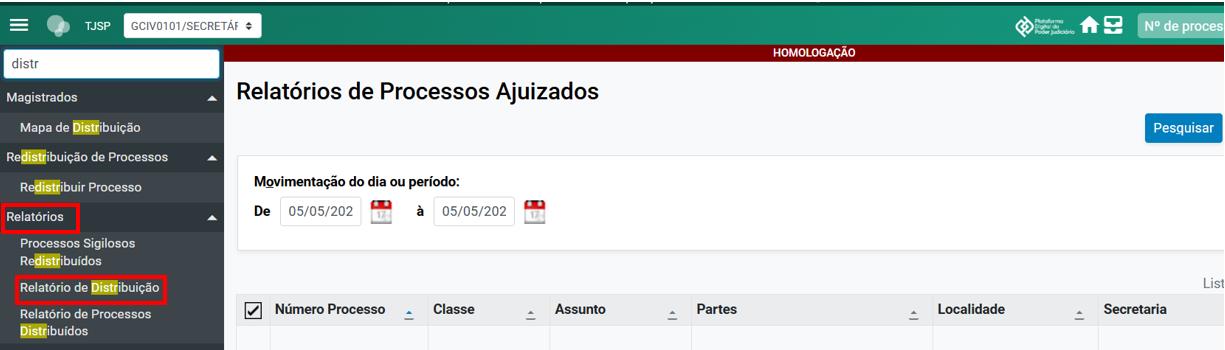 TJSP
GCIV0101/SECRETÁF
Plataforma
Digital do
Poder Judiciário
Nº de proces
distr
HOMOLOGAÇÃO
Magistrados
Mapa de Distribuição
Redistribuição de Processos
Redistribuir Processo
Relatórios
Processos Sigilosos
Redistribuídos
Relatório de Distribuição
Relatório de Processos
Distribuídos
Relatórios de Processos Ajuizados
Pesquisar
Movimentação do dia ou período:
De 05/05/202 à 05/05/202
List
Número Processo Classe Assunto Partes Localidade Secretaria